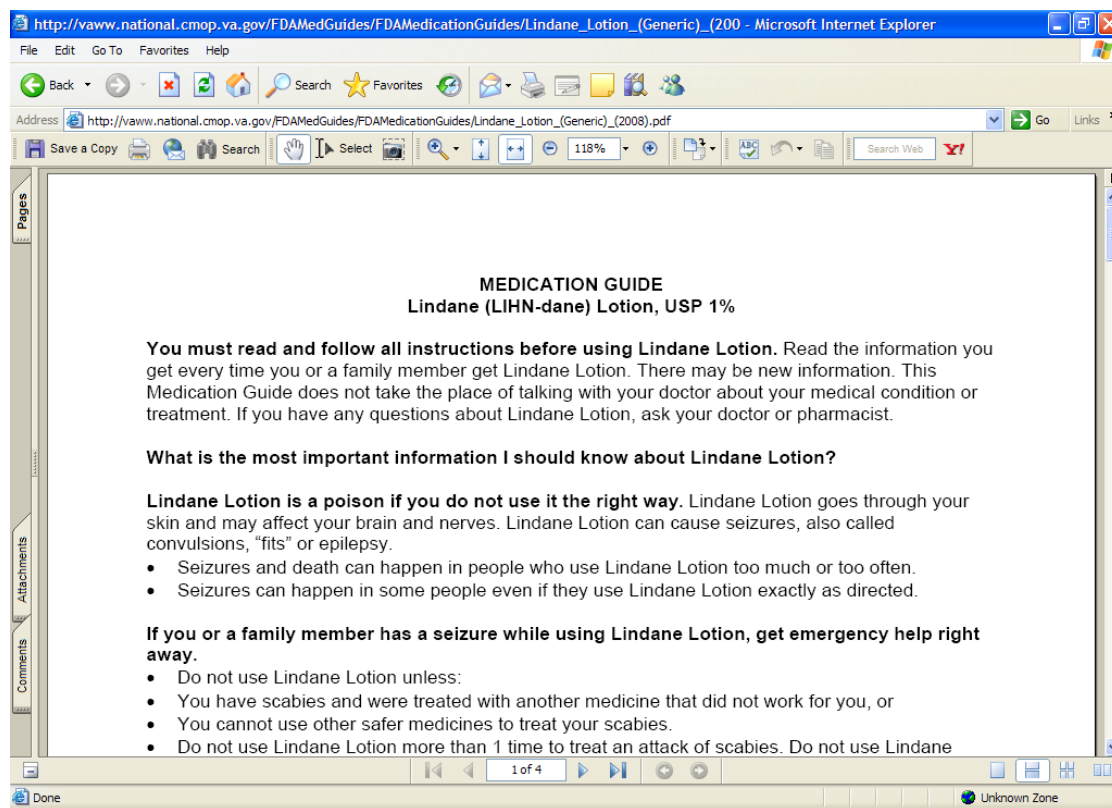 http://vaww.national.cmop.va.gov/FDAMedGuides/FDAMedicationGuides/Lindane_Lotion_(Generic)_(200 - Microsoft Internet Explorer
File Edit Go To Favorites Help
Back Search Favorites
Address http://vaww.national.cmop.va.gov/FDAMedGuides/FDAMedicationGuides/Lindane_Lotion_(Generic)_(2008).pdf Go Links
Save a Copy Search Select 118% Search Web Y!
Pages
MEDICATION GUIDE
Lindane (LIHN-dane) Lotion, USP 1%
You must read and follow all instructions before using Lindane Lotion. Read the information you
get every time you or a family member get Lindane Lotion. There may be new information. This
Medication Guide does not take the place of talking with your doctor about your medical condition or
treatment. If you have any questions about Lindane Lotion, ask your doctor or pharmacist.
What is the most important information I should know about Lindane Lotion?
Lindane Lotion is a poison if you do not use it the right way. Lindane Lotion goes through your
skin and may affect your brain and nerves. Lindane Lotion can cause seizures, also called
convulsions, “fits” or epilepsy.
• Seizures and death can happen in people who use Lindane Lotion too much or too often.
• Seizures can happen in some people even if they use Lindane Lotion exactly as directed.
Attachments
If you or a family member has a seizure while using Lindane Lotion, get emergency help right
away.
• Do not use Lindane Lotion unless:
• You have scabies and were treated with another medicine that did not work for you, or
• You cannot use other safer medicines to treat your scabies.
• Do not use Lindane Lotion more than 1 time to treat an attack of scabies. Do not use Lindane
Comments
1 of 4
Done Unknown Zone